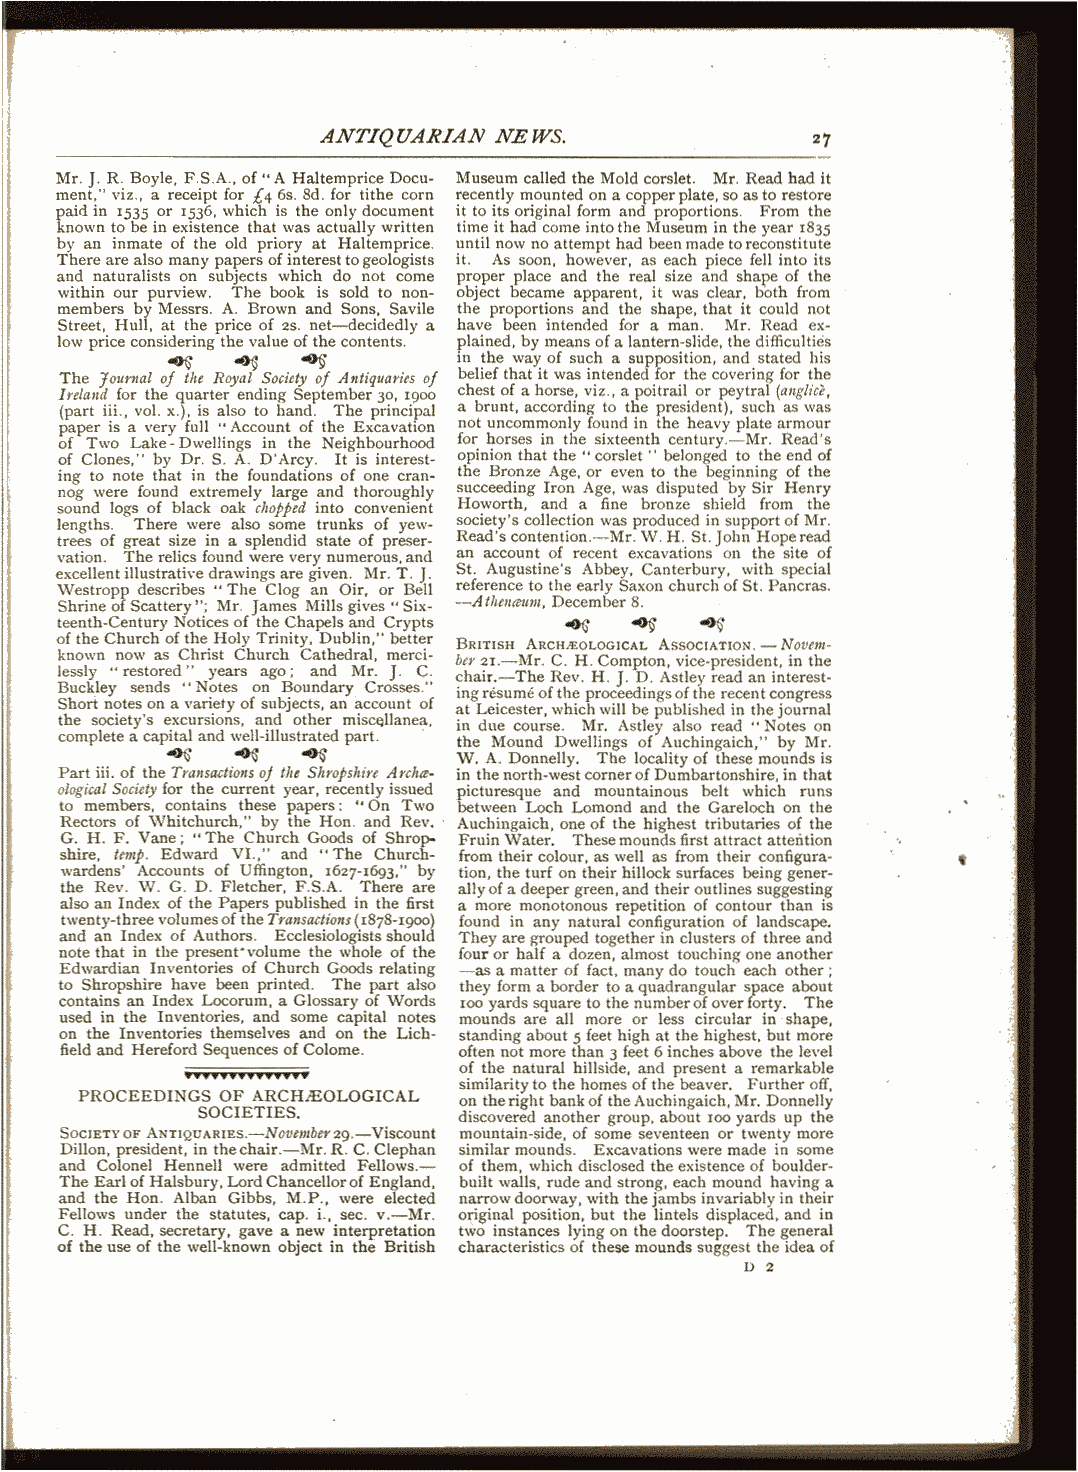 ANTIQUARIAN NEWS. 27
Mr. J. R. Boyle, F.S.A., of "A Haltemprice Docu-
ment," viz., a receipt for £4 6s. 8d. for tithe corn
paid in 1535 or 1536, which is the only document
known to be in existence that was actually written
by an inmate of the old priory at Haltemprice.
There are also many papers of interest to geologists
and naturalists on subjects which do not come
within our purview. The book is sold to non-
members by Messrs. A. Brown and Sons, Savile
Street, Hull, at the price of 2s. net—decidedly a
low price considering the value of the contents.
The Journal of the Royal Society of Antiquaries of
Ireland for the quarter ending September 30, 1900
(part iii., vol. x.), is also to hand. The principal
paper is a very full "Account of the Excavation
of Two Lake-Dwellings in the Neighbourhood
of Clones," by Dr. S. A. D'Arcy. It is interest-
ing to note that in the foundations of one cran-
nog were found extremely large and thoroughly
sound logs of black oak chopped into convenient
lengths. There were also some trunks of yew-
trees of great size in a splendid state of preser-
vation. The relics found were very numerous, and
excellent illustrative drawings are given. Mr. T. J.
Westropp describes "The Clog an Oir, or Bell
Shrine of Scattery"; Mr. James Mills gives "Six-
teenth-Century Notices of the Chapels and Crypts
of the Church of the Holy Trinity, Dublin," better
known now as Christ Church Cathedral, merci-
lessly "restored" years ago; and Mr. J. C.
Buckley sends "Notes on Boundary Crosses."
Short notes on a variety of subjects, an account of
the society's excursions, and other miscellanea,
complete a capital and well-illustrated part.
Part iii. of the Transactions of the Shropshire Archæ-
ological Society for the current year, recently issued
to members, contains these papers: "On Two
Rectors of Whitchurch," by the Hon. and Rev.
G. H. F. Vane; "The Church Goods of Shrop-
shire, temp. Edward VI.," and "The Church-
wardens' Accounts of Uffington, 1627-1693," by
the Rev. W. G. D. Fletcher, F.S.A. There are
also an Index of the Papers published in the first
twenty-three volumes of the Transactions (1878-1900)
and an Index of Authors. Ecclesiologists should
note that in the present volume the whole of the
Edwardian Inventories of Church Goods relating
to Shropshire have been printed. The part also
contains an Index Locorum, a Glossary of Words
used in the Inventories, and some capital notes
on the Inventories themselves and on the Lich-
field and Hereford Sequences of Colome.
PROCEEDINGS OF ARCHÆOLOGICAL
SOCIETIES.
SOCIETY OF ANTIQUARIES.—November 29.—Viscount
Dillon, president, in the chair.—Mr. R. C. Clephan
and Colonel Hennell were admitted Fellows.—
The Earl of Halsbury, Lord Chancellor of England,
and the Hon. Alban Gibbs, M.P., were elected
Fellows under the statutes, cap. i., sec. v.—Mr.
C. H. Read, secretary, gave a new interpretation
of the use of the well-known object in the British
Museum called the Mold corslet. Mr. Read had it
recently mounted on a copper plate, so as to restore
it to its original form and proportions. From the
time it had come into the Museum in the year 1835
until now no attempt had been made to reconstitute
it. As soon, however, as each piece fell into its
proper place and the real size and shape of the
object became apparent, it was clear, both from
the proportions and the shape, that it could not
have been intended for a man. Mr. Read ex-
plained, by means of a lantern-slide, the difficulties
in the way of such a supposition, and stated his
belief that it was intended for the covering for the
chest of a horse, viz., a poitrail or peytral (anglicè,
a brunt, according to the president), such as was
not uncommonly found in the heavy plate armour
for horses in the sixteenth century.—Mr. Read's
opinion that the "corslet" belonged to the end of
the Bronze Age, or even to the beginning of the
succeeding Iron Age, was disputed by Sir Henry
Howorth, and a fine bronze shield from the
society's collection was produced in support of Mr.
Read's contention.—Mr. W. H. St. John Hope read
an account of recent excavations on the site of
St. Augustine's Abbey, Canterbury, with special
reference to the early Saxon church of St. Pancras.
—Athenæum, December 8.
BRITISH ARCHÆOLOGICAL ASSOCIATION.—Novem-
ber 21.—Mr. C. H. Compton, vice-president, in the
chair.—The Rev. H. J. D. Astley read an interest-
ing résumé of the proceedings of the recent congress
at Leicester, which will be published in the journal
in due course. Mr. Astley also read "Notes on
the Mound Dwellings of Auchingaich," by Mr.
W. A. Donnelly. The locality of these mounds is
in the north-west corner of Dumbartonshire, in that
picturesque and mountainous belt which runs
between Loch Lomond and the Gareloch on the
Auchingaich, one of the highest tributaries of the
Fruin Water. These mounds first attract attention
from their colour, as well as from their configura-
tion, the turf on their hillock surfaces being gener-
ally of a deeper green, and their outlines suggesting
a more monotonous repetition of contour than is
found in any natural configuration of landscape.
They are grouped together in clusters of three and
four or half a dozen, almost touching one another
—as a matter of fact, many do touch each other;
they form a border to a quadrangular space about
100 yards square to the number of over forty. The
mounds are all more or less circular in shape,
standing about 5 feet high at the highest, but more
often not more than 3 feet 6 inches above the level
of the natural hillside, and present a remarkable
similarity to the homes of the beaver. Further off,
on the right bank of the Auchingaich, Mr. Donnelly
discovered another group, about 100 yards up the
mountain-side, of some seventeen or twenty more
similar mounds. Excavations were made in some
of them, which disclosed the existence of boulder-
built walls, rude and strong, each mound having a
narrow doorway, with the jambs invariably in their
original position, but the lintels displaced, and in
two instances lying on the doorstep. The general
characteristics of these mounds suggest the idea of
D 2